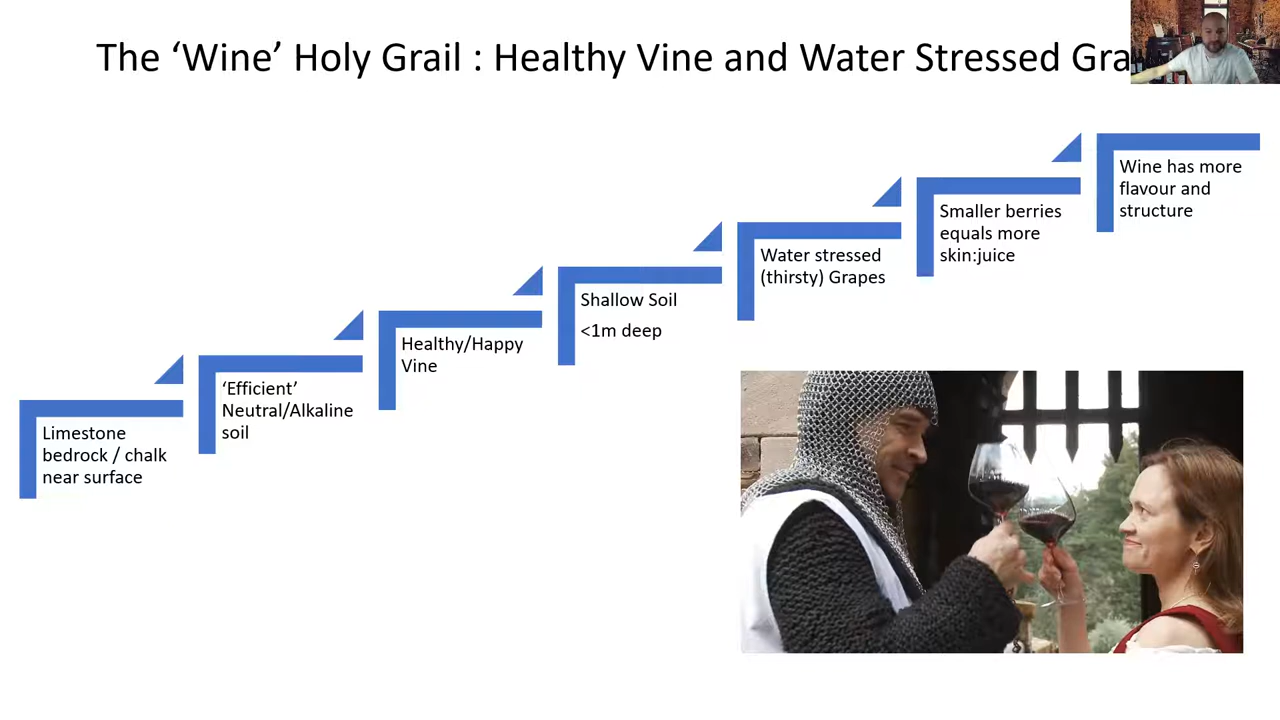 The ‘Wine’ Holy Grail : Healthy Vine and Water Stressed
Limestone
bedrock / chalk
near surface
‘Efficient’
Neutral/Alkaline
soil
Healthy/Happy
Vine
Shallow Soil
<1m deep
Water stressed
(thirsty) Grapes
Smaller berries
equals more
skin:juice
Wine has more
flavour and
structure